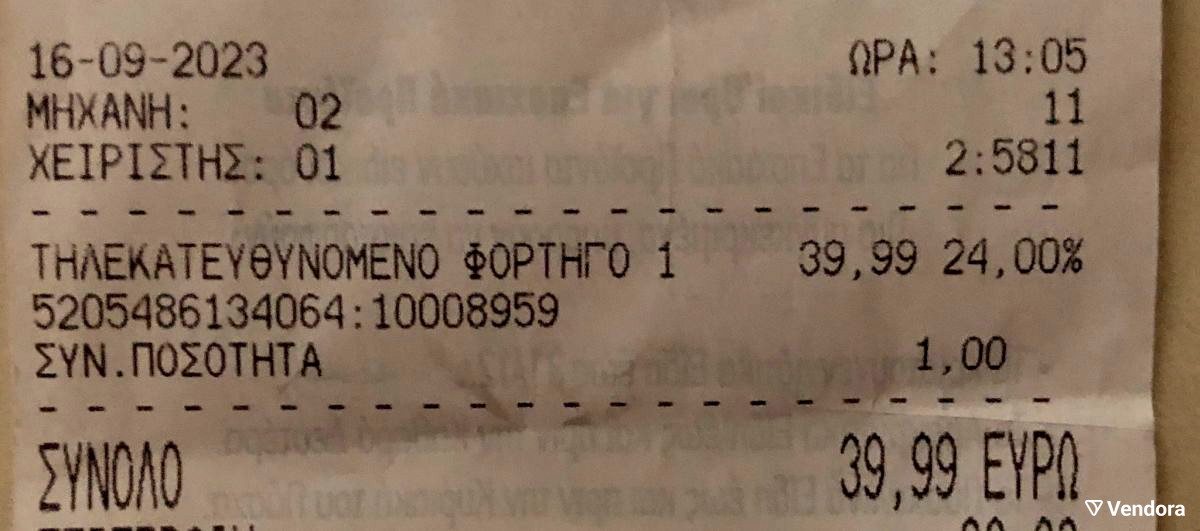 16-09-2023 ΩΡΑ: 13:05
ΜΗΧΑΝΗ: 02 11
ΧΕΙΡΙΣΤΗΣ: 01 2:5811
- - - - - - - - - - - - - - - - - - - - - -
ΤΗΛΕΚΑΤΕΥΘΥΝΟΜΕΝΟ ΦΟΡΤΗΓΟ 1 39,99 24,00%
5205486134064:10008959
ΣΥΝ.ΠΟΣΟΤΗΤΑ 1,00
- - - - - - - - - - - - - - - - - - - - - -
ΣΥΝΟΛΟ 39,99 ΕΥΡΩ
Vendora